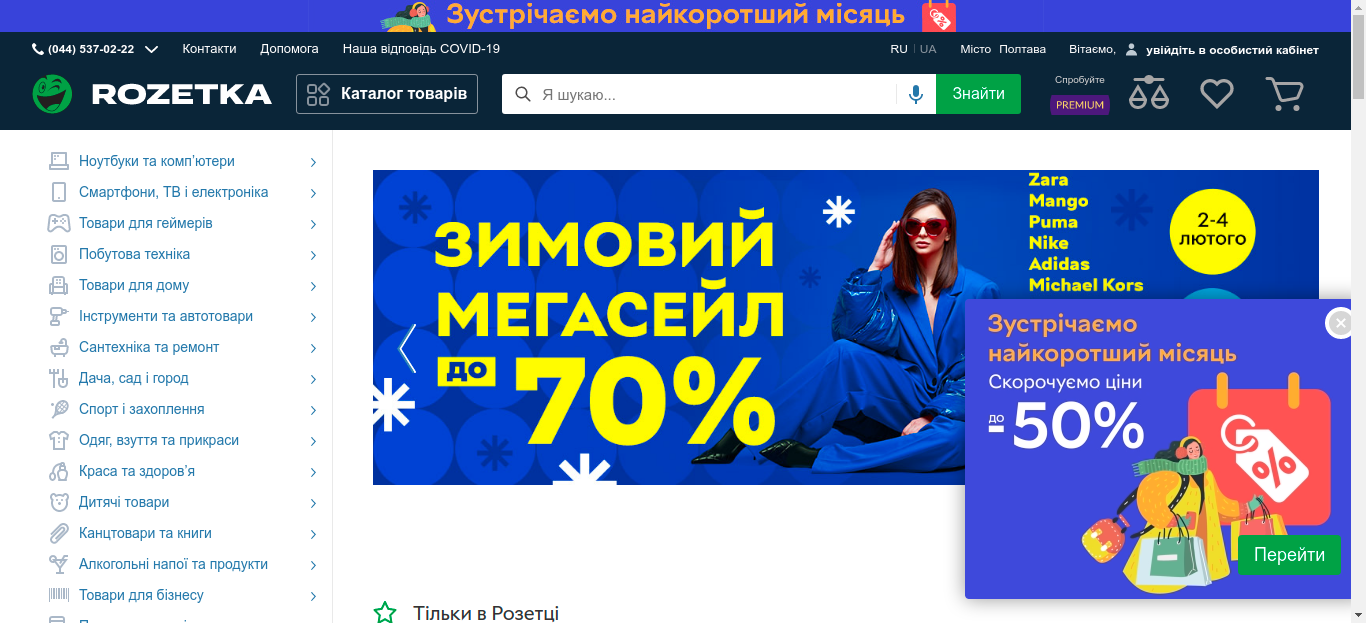 Зустрічаємо найкоротший місяць
(044) 537-02-22 Контакти Допомога Наша відповідь COVID-19 RU UA Місто Полтава Вітаємо, увійдіть в особистий кабінет
ROZETKA Каталог товарів Я шукаю... Знайти Спробуйте
PREMIUM
Ноутбуки та комп'ютери
Смартфони, ТВ і електроніка
Товари для геймерів
Побутова техніка
Товари для дому
Інструменти та автотовари
Сантехніка та ремонт
Дача, сад і город
Спорт і захоплення
Одяг, взуття та прикраси
Краса та здоров'я
Дитячі товари
Канцтовари та книги
Алкогольні напої та продукти
Товари для бізнесу
ЗИМОВИЙ
МЕГАСЕЙЛ
ДО 70%
Zara
Mango
Puma
Nike
Adidas
Michael Kors
2-4
ЛЮТОГО
Зустрічаємо
найкоротший місяць
Скорочуємо ціни
до
-50%
%
Перейти
Тільки в Розетці